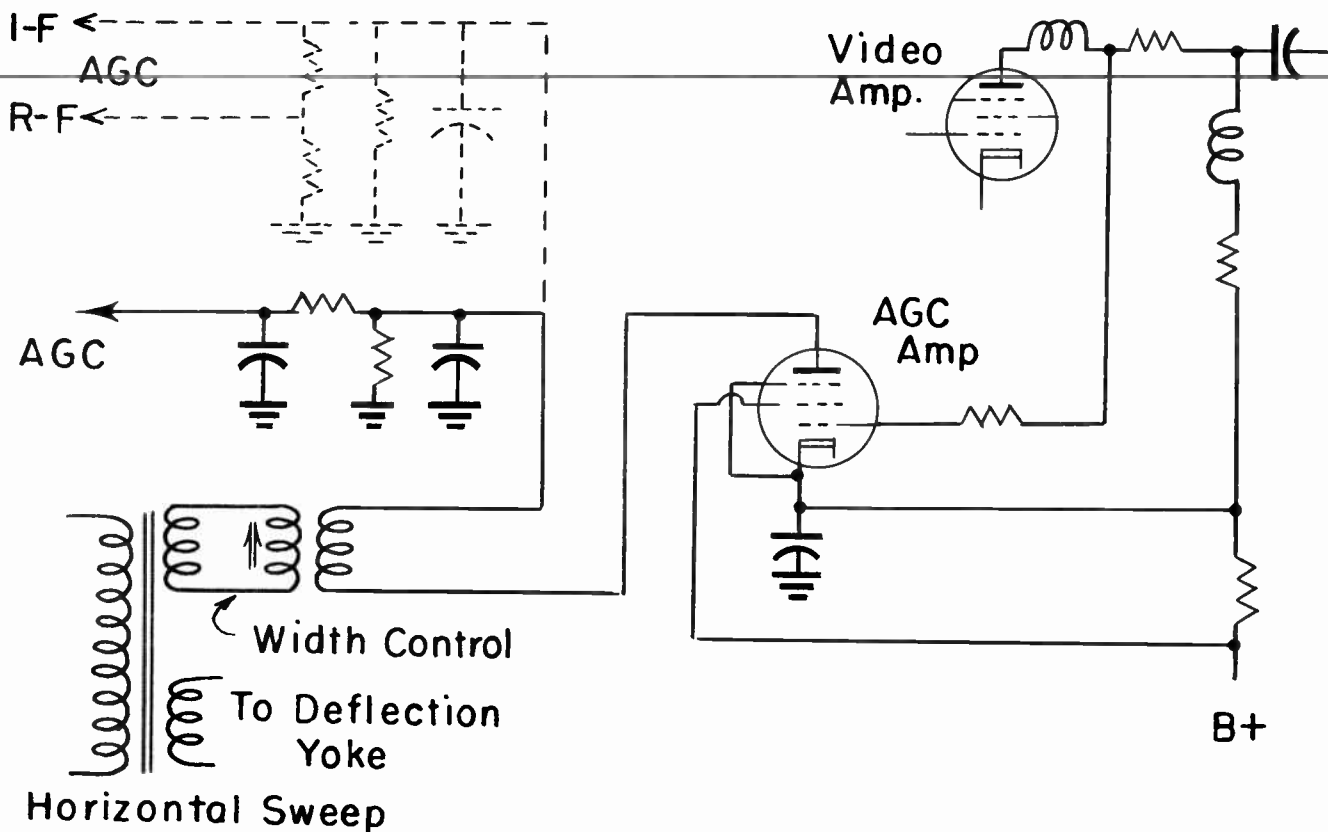 I-F
AGC
R-F
Video
Amp.
AGC
AGC
Amp
Width Control
To Deflection
Yoke
B+
Horizontal Sweep